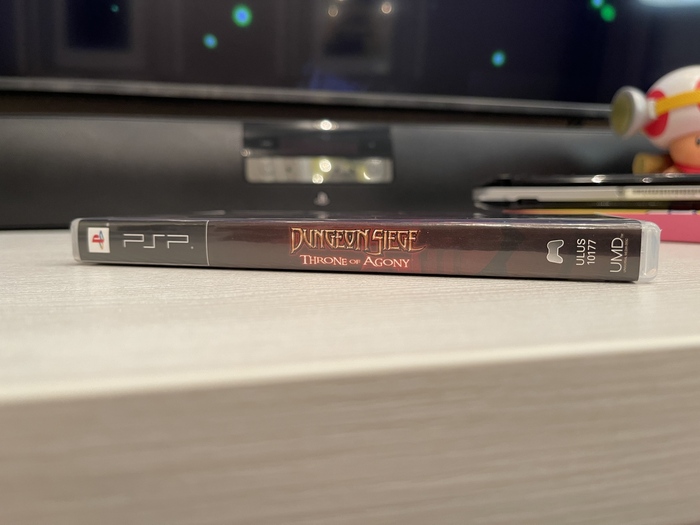 PSP
DUNGEON SIEGE
THRONE OF AGONY
ULUS
10177
UMD